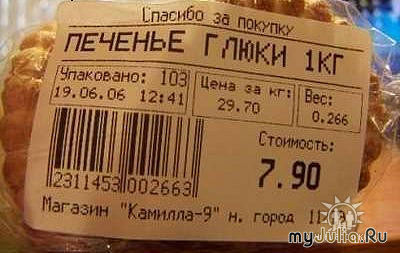 Спасибо за покупку
ПЕЧЕНЬЕ ГЛЮКИ 1КГ
Упаковано: 103
19.06.06 12:41
Цена за кг:
29.70
Вес:
0.266
Стоимость:
7.90
2311453 002663
Магазин "Камилла-9" н. город
myJulia.Ru